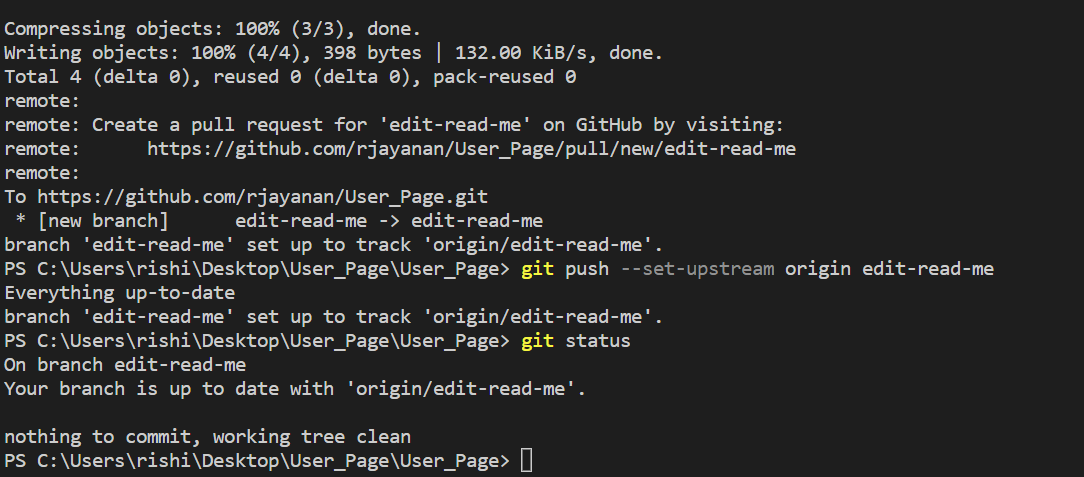 Compressing objects: 100% (3/3), done.
Writing objects: 100% (4/4), 398 bytes | 132.00 KiB/s, done.
Total 4 (delta 0), reused 0 (delta 0), pack-reused 0
remote:
remote: Create a pull request for 'edit-read-me' on GitHub by visiting:
remote:      https://github.com/rjayanan/User_Page/pull/new/edit-read-me
remote:
To https://github.com/rjayanan/User_Page.git
 * [new branch]      edit-read-me -> edit-read-me
branch 'edit-read-me' set up to track 'origin/edit-read-me'.
PS C:\Users\rishi\Desktop\User_Page\User_Page> git push --set-upstream origin edit-read-me
Everything up-to-date
branch 'edit-read-me' set up to track 'origin/edit-read-me'.
PS C:\Users\rishi\Desktop\User_Page\User_Page> git status
On branch edit-read-me
Your branch is up to date with 'origin/edit-read-me'.

nothing to commit, working tree clean
PS C:\Users\rishi\Desktop\User_Page\User_Page>